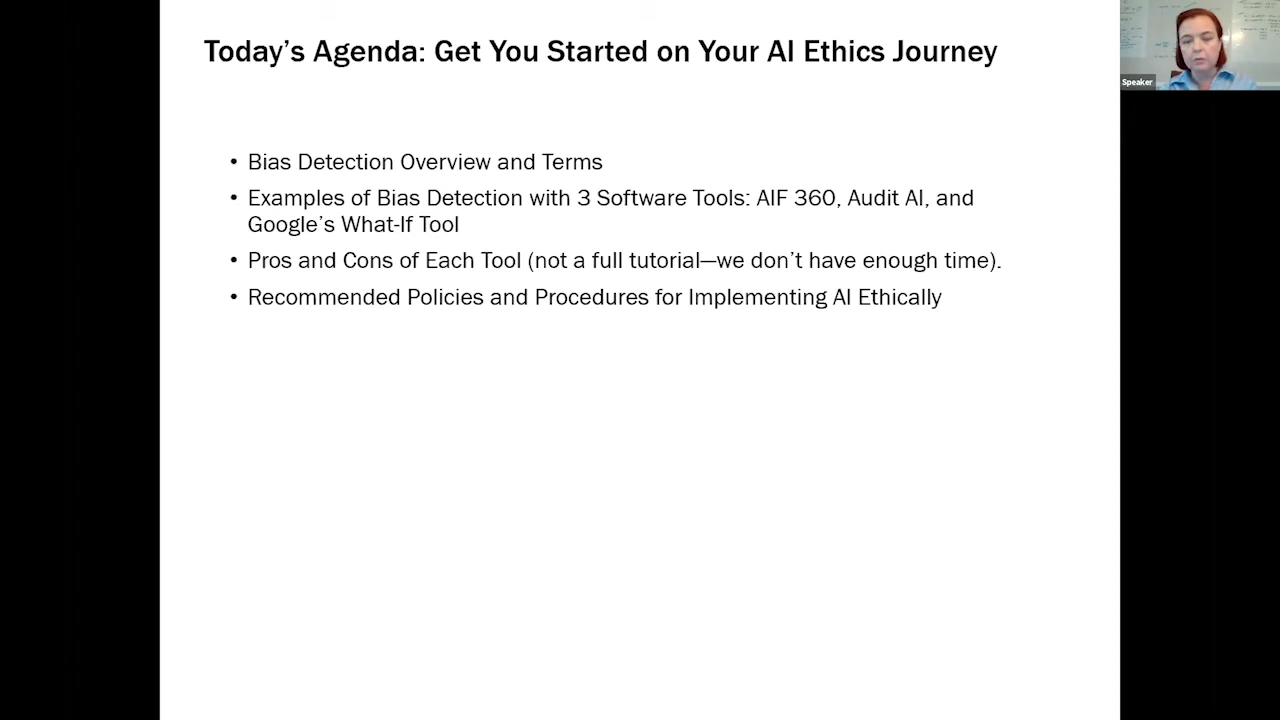 Today’s Agenda: Get You Started on Your AI Ethics Journey
Speaker
• Bias Detection Overview and Terms
• Examples of Bias Detection with 3 Software Tools: AIF 360, Audit AI, and
Google’s What-If Tool
• Pros and Cons of Each Tool (not a full tutorial—we don’t have enough time).
• Recommended Policies and Procedures for Implementing AI Ethically